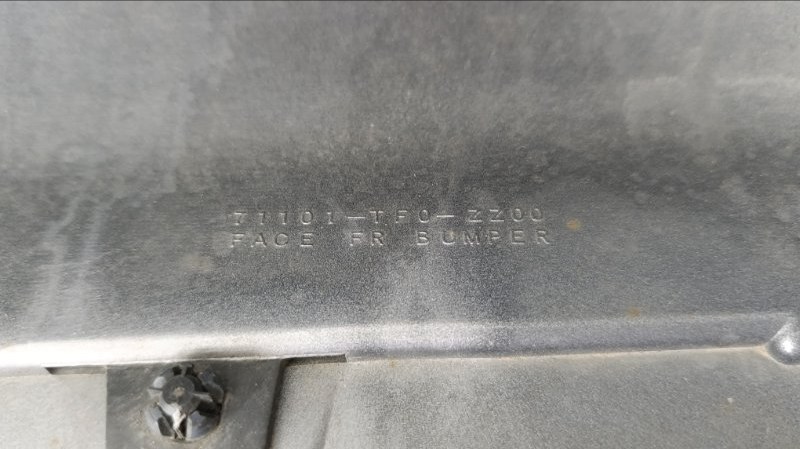 71101-TF0-ZZ00
FACE FR BUMPER